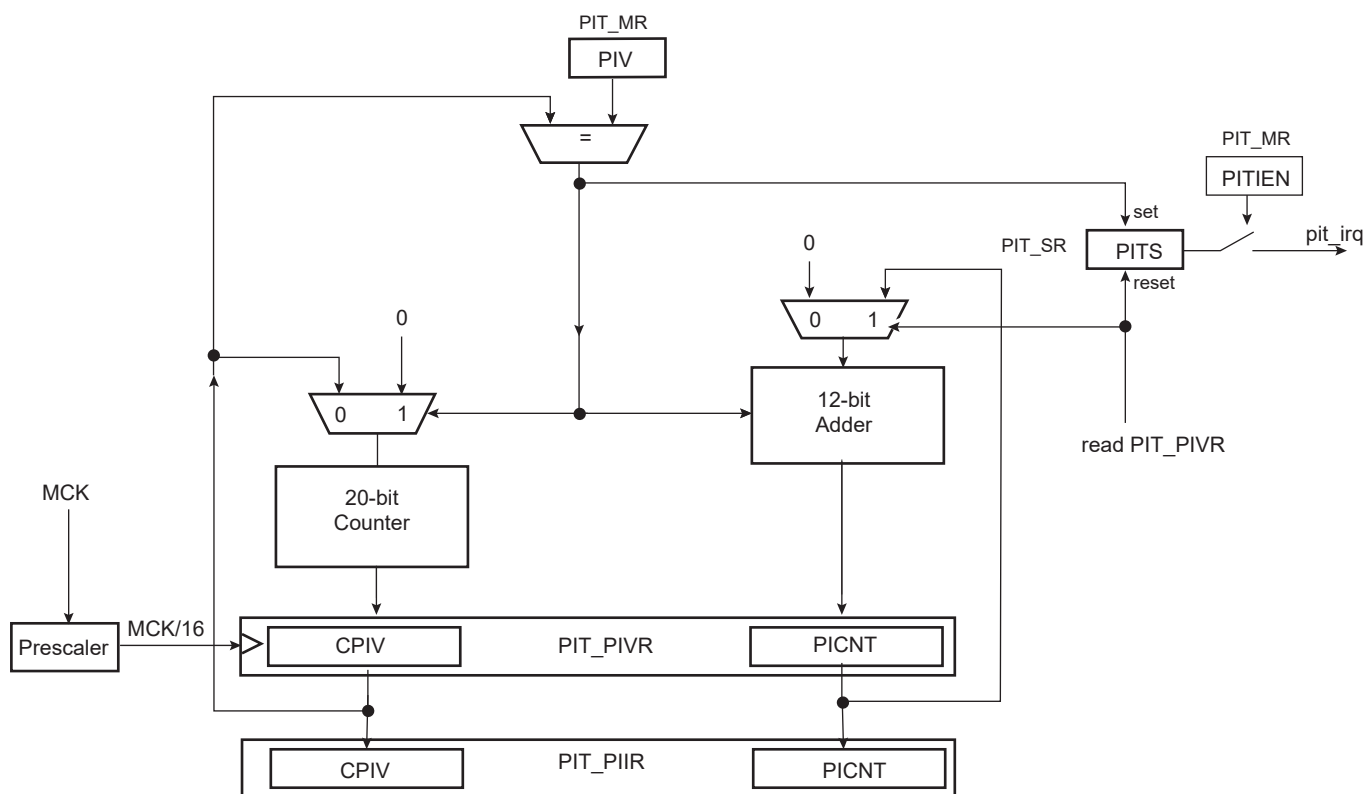 PIT_MR
PIV
=
PIT_MR
PITIEN
set
0
PIT_SR
PITS
pit_irq
reset
0
0
1
0
1
12-bit
Adder
read PIT_PIVR
MCK
20-bit
Counter
MCK/16
Prescaler
CPIV
PIT_PIVR
PICNT
CPIV
PIT_PIIR
PICNT